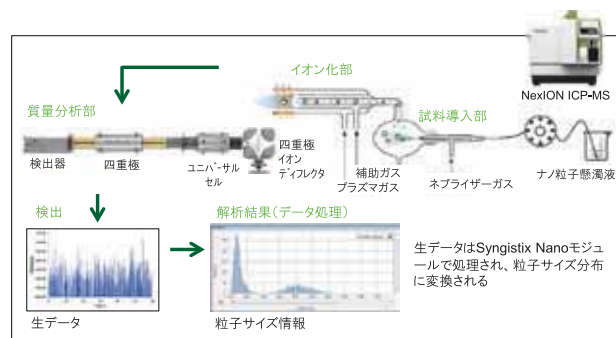 NexION ICP-MS
イオン化部
質量分析部
試料導入部
検出器
四重極
ユニバーサル
セル
四重極
イオン
ディフレクタ
補助ガス
プラズマガス
ネブライザーガス
ナノ粒子懸濁液
検出
解析結果(データ処理)
生データはSyngistix Nanoモジュ
ールで処理され、粒子サイズ分布
に変換される
生データ
粒子サイズ情報